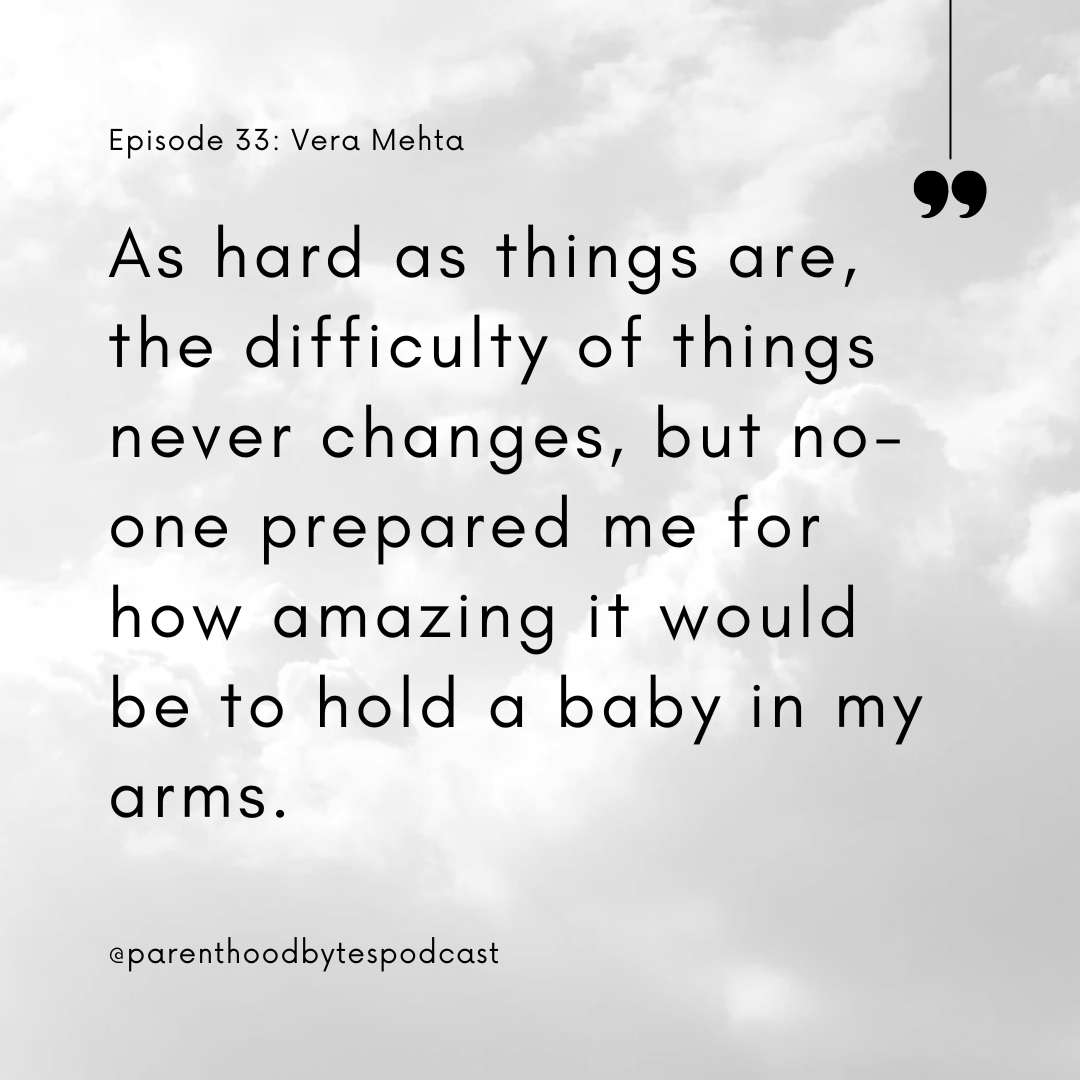 Episode 33: Vera Mehta
”
As hard as things are,
the difficulty of things
never changes, but no-
one prepared me for
how amazing it would
be to hold a baby in my
arms.
@parenthoodbytespodcast